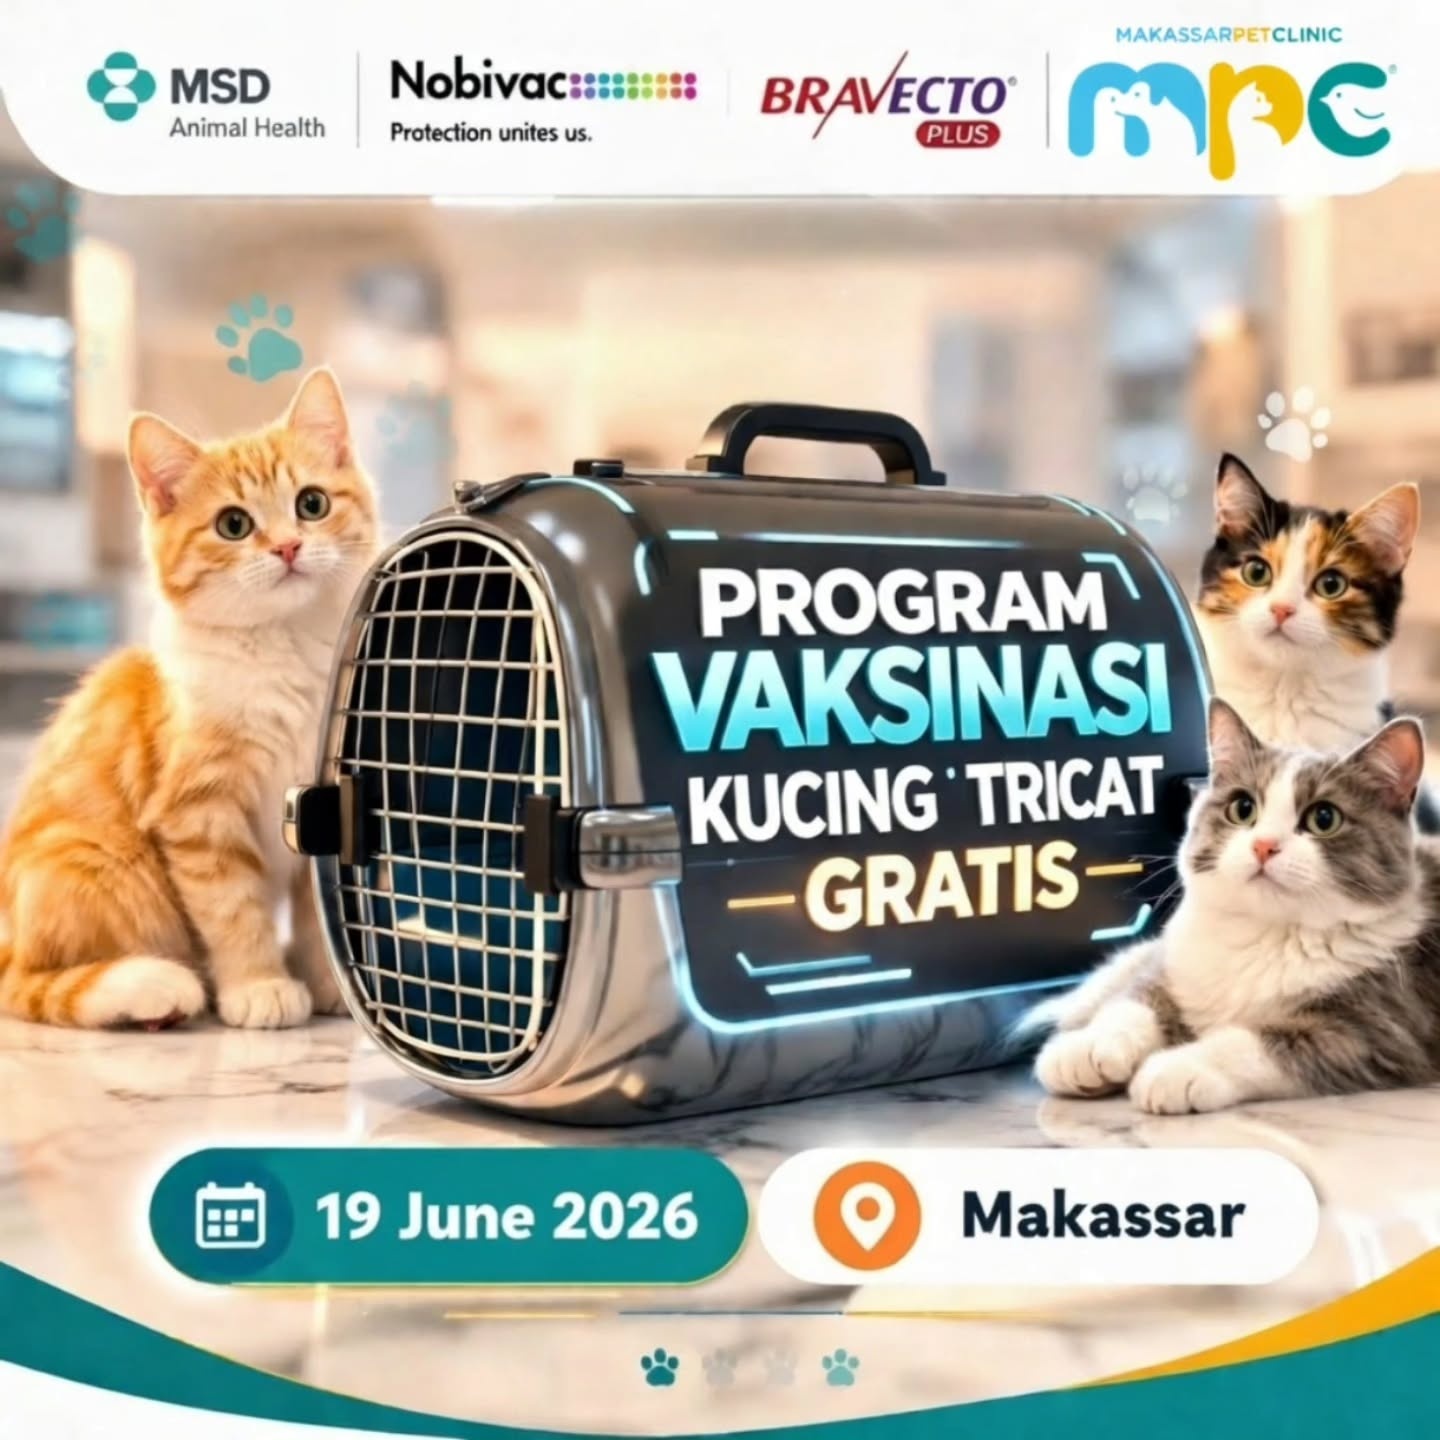 MSD
Animal Health
Nobivac
Protection unites us.
BRAVECTO®
PLUS
MAKASSARPETCLINIC
mpc®
PROGRAM
VAKSINASI
KUCING TRICAT
GRATIS
19 June 2026
Makassar